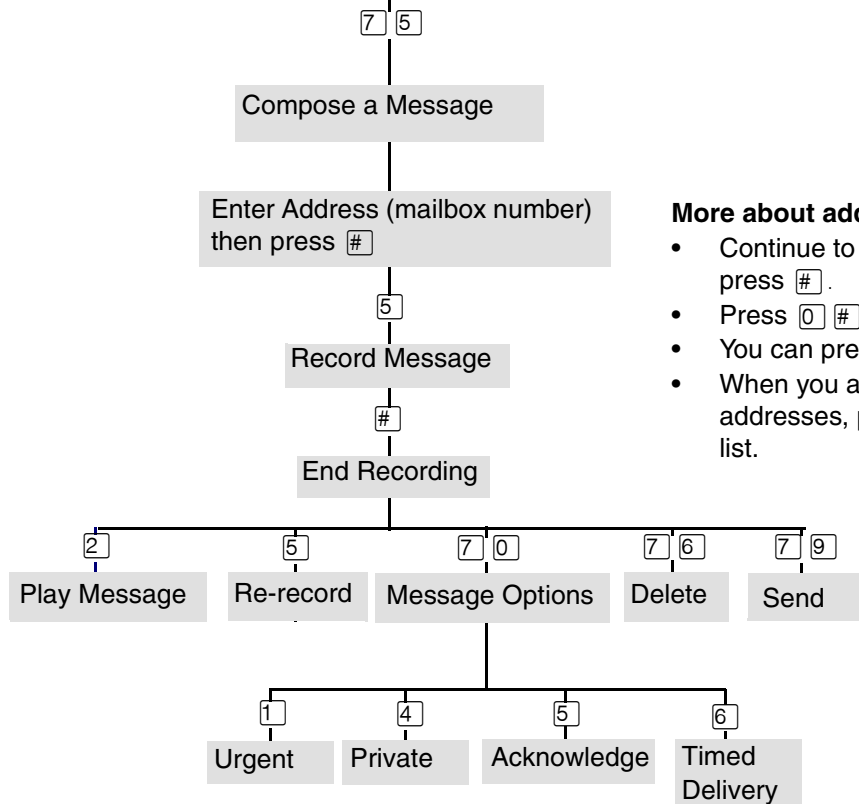 7 5
Compose a Message
Enter Address (mailbox number)
then press #
5
Record Message
#
End Recording
More about
• Continue to
press # .
• Press 0 #
• You can
• When you
addresses,
list.
2 5 7 0 7 6 7 9
Play Message Re-record Message Options Delete Send
1 4 5 6
Urgent Private Acknowledge Timed
Delivery